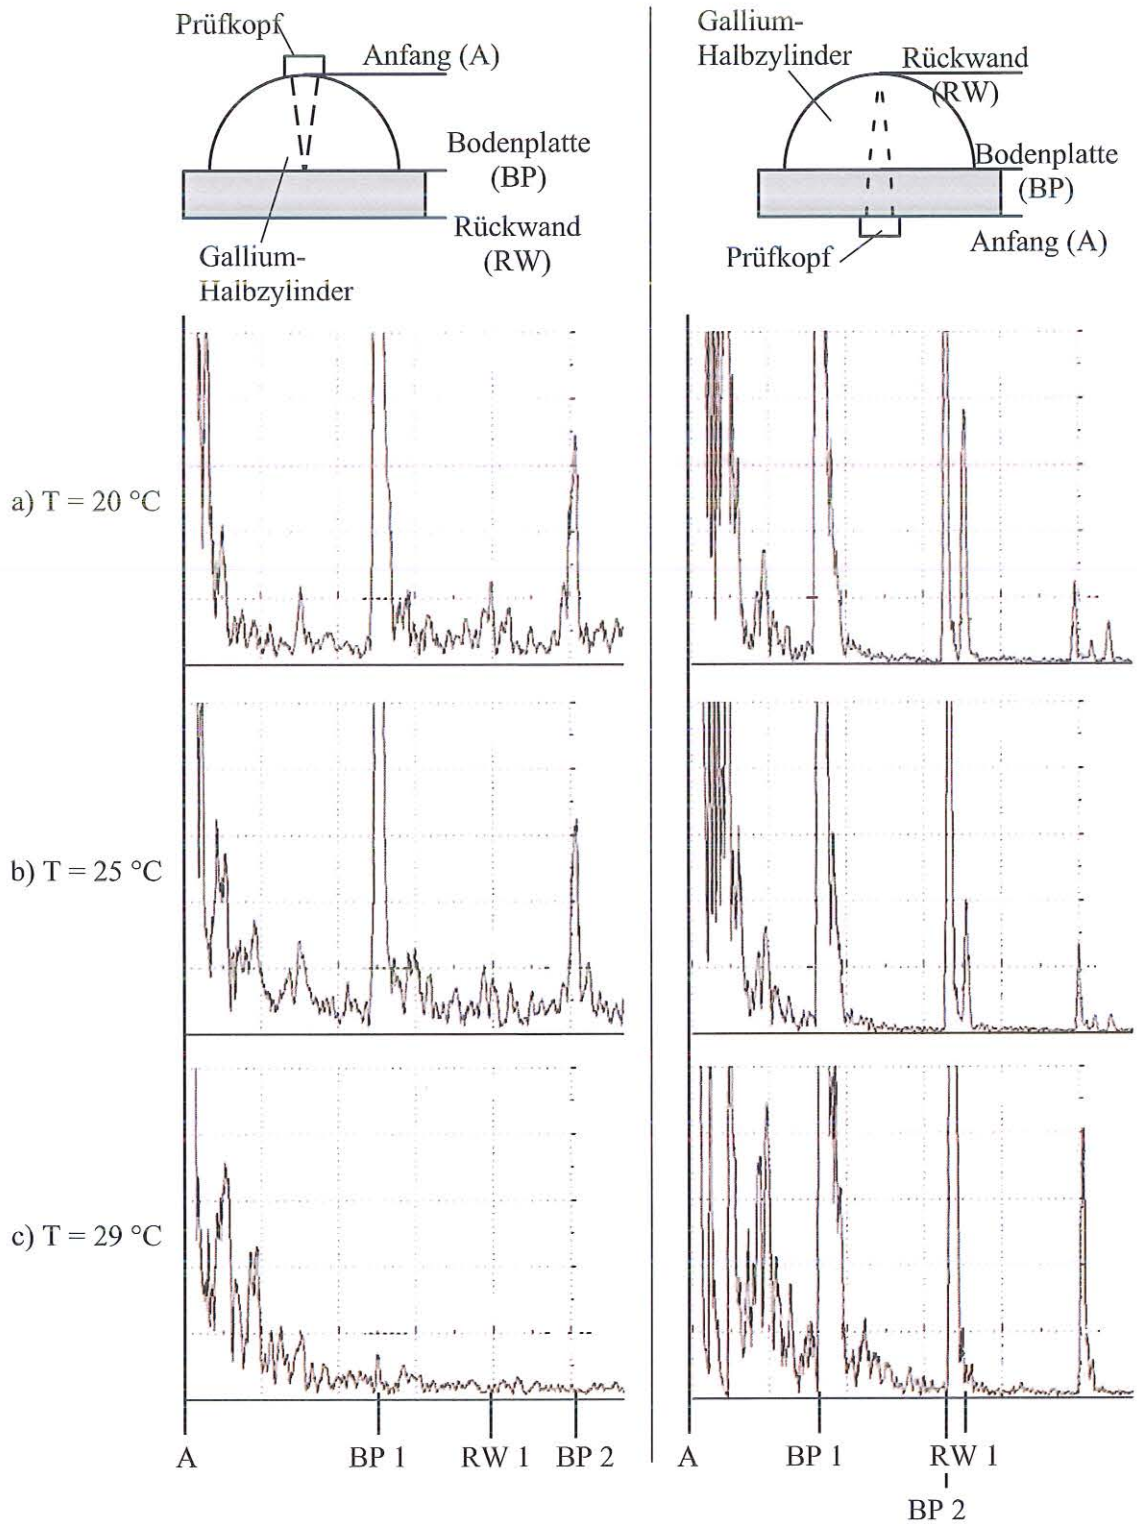 Prüfkopf
Anfang (A)
Bodenplatte
(BP)
Rückwand
(RW)
Gallium-
Halbzylinder
Gallium-
Halbzylinder
Rückwand
(RW)
Bodenplatte
(BP)
Anfang (A)
Prüfkopf
a) T = 20 °C
b) T = 25 °C
c) T = 29 °C
A BP 1 RW 1 BP 2
A BP 1 RW 1
BP 2